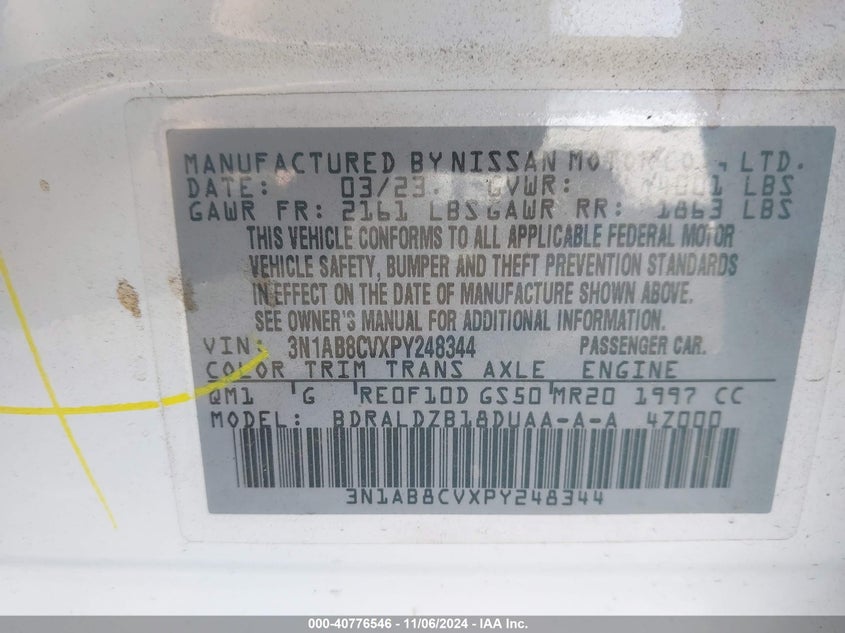 MANUFACTURED BY NISSAN MOTOR CO., LTD.
DATE: 03/23 GVWR: 4001 LBS
GAWR FR: 2161 LBS GAWR RR: 1863 LBS
THIS VEHICLE CONFORMS TO ALL APPLICABLE FEDERAL MOTOR
VEHICLE SAFETY, BUMPER AND THEFT PREVENTION STANDARDS
IN EFFECT ON THE DATE OF MANUFACTURE SHOWN ABOVE.
SEE OWNER'S MANUAL FOR ADDITIONAL INFORMATION.
VIN: 3N1AB8CVXPY248344 PASSENGER CAR.
COLOR TRIM TRANS AXLE ENGINE
QM1 G RE0F10D GS50 MR20 1997 CC
MODEL: BDRALDZB18DUAA-A-A 4Z000
3N1AB8CVXPY248344
000-40776546 - 11/06/2024 - IAA Inc.